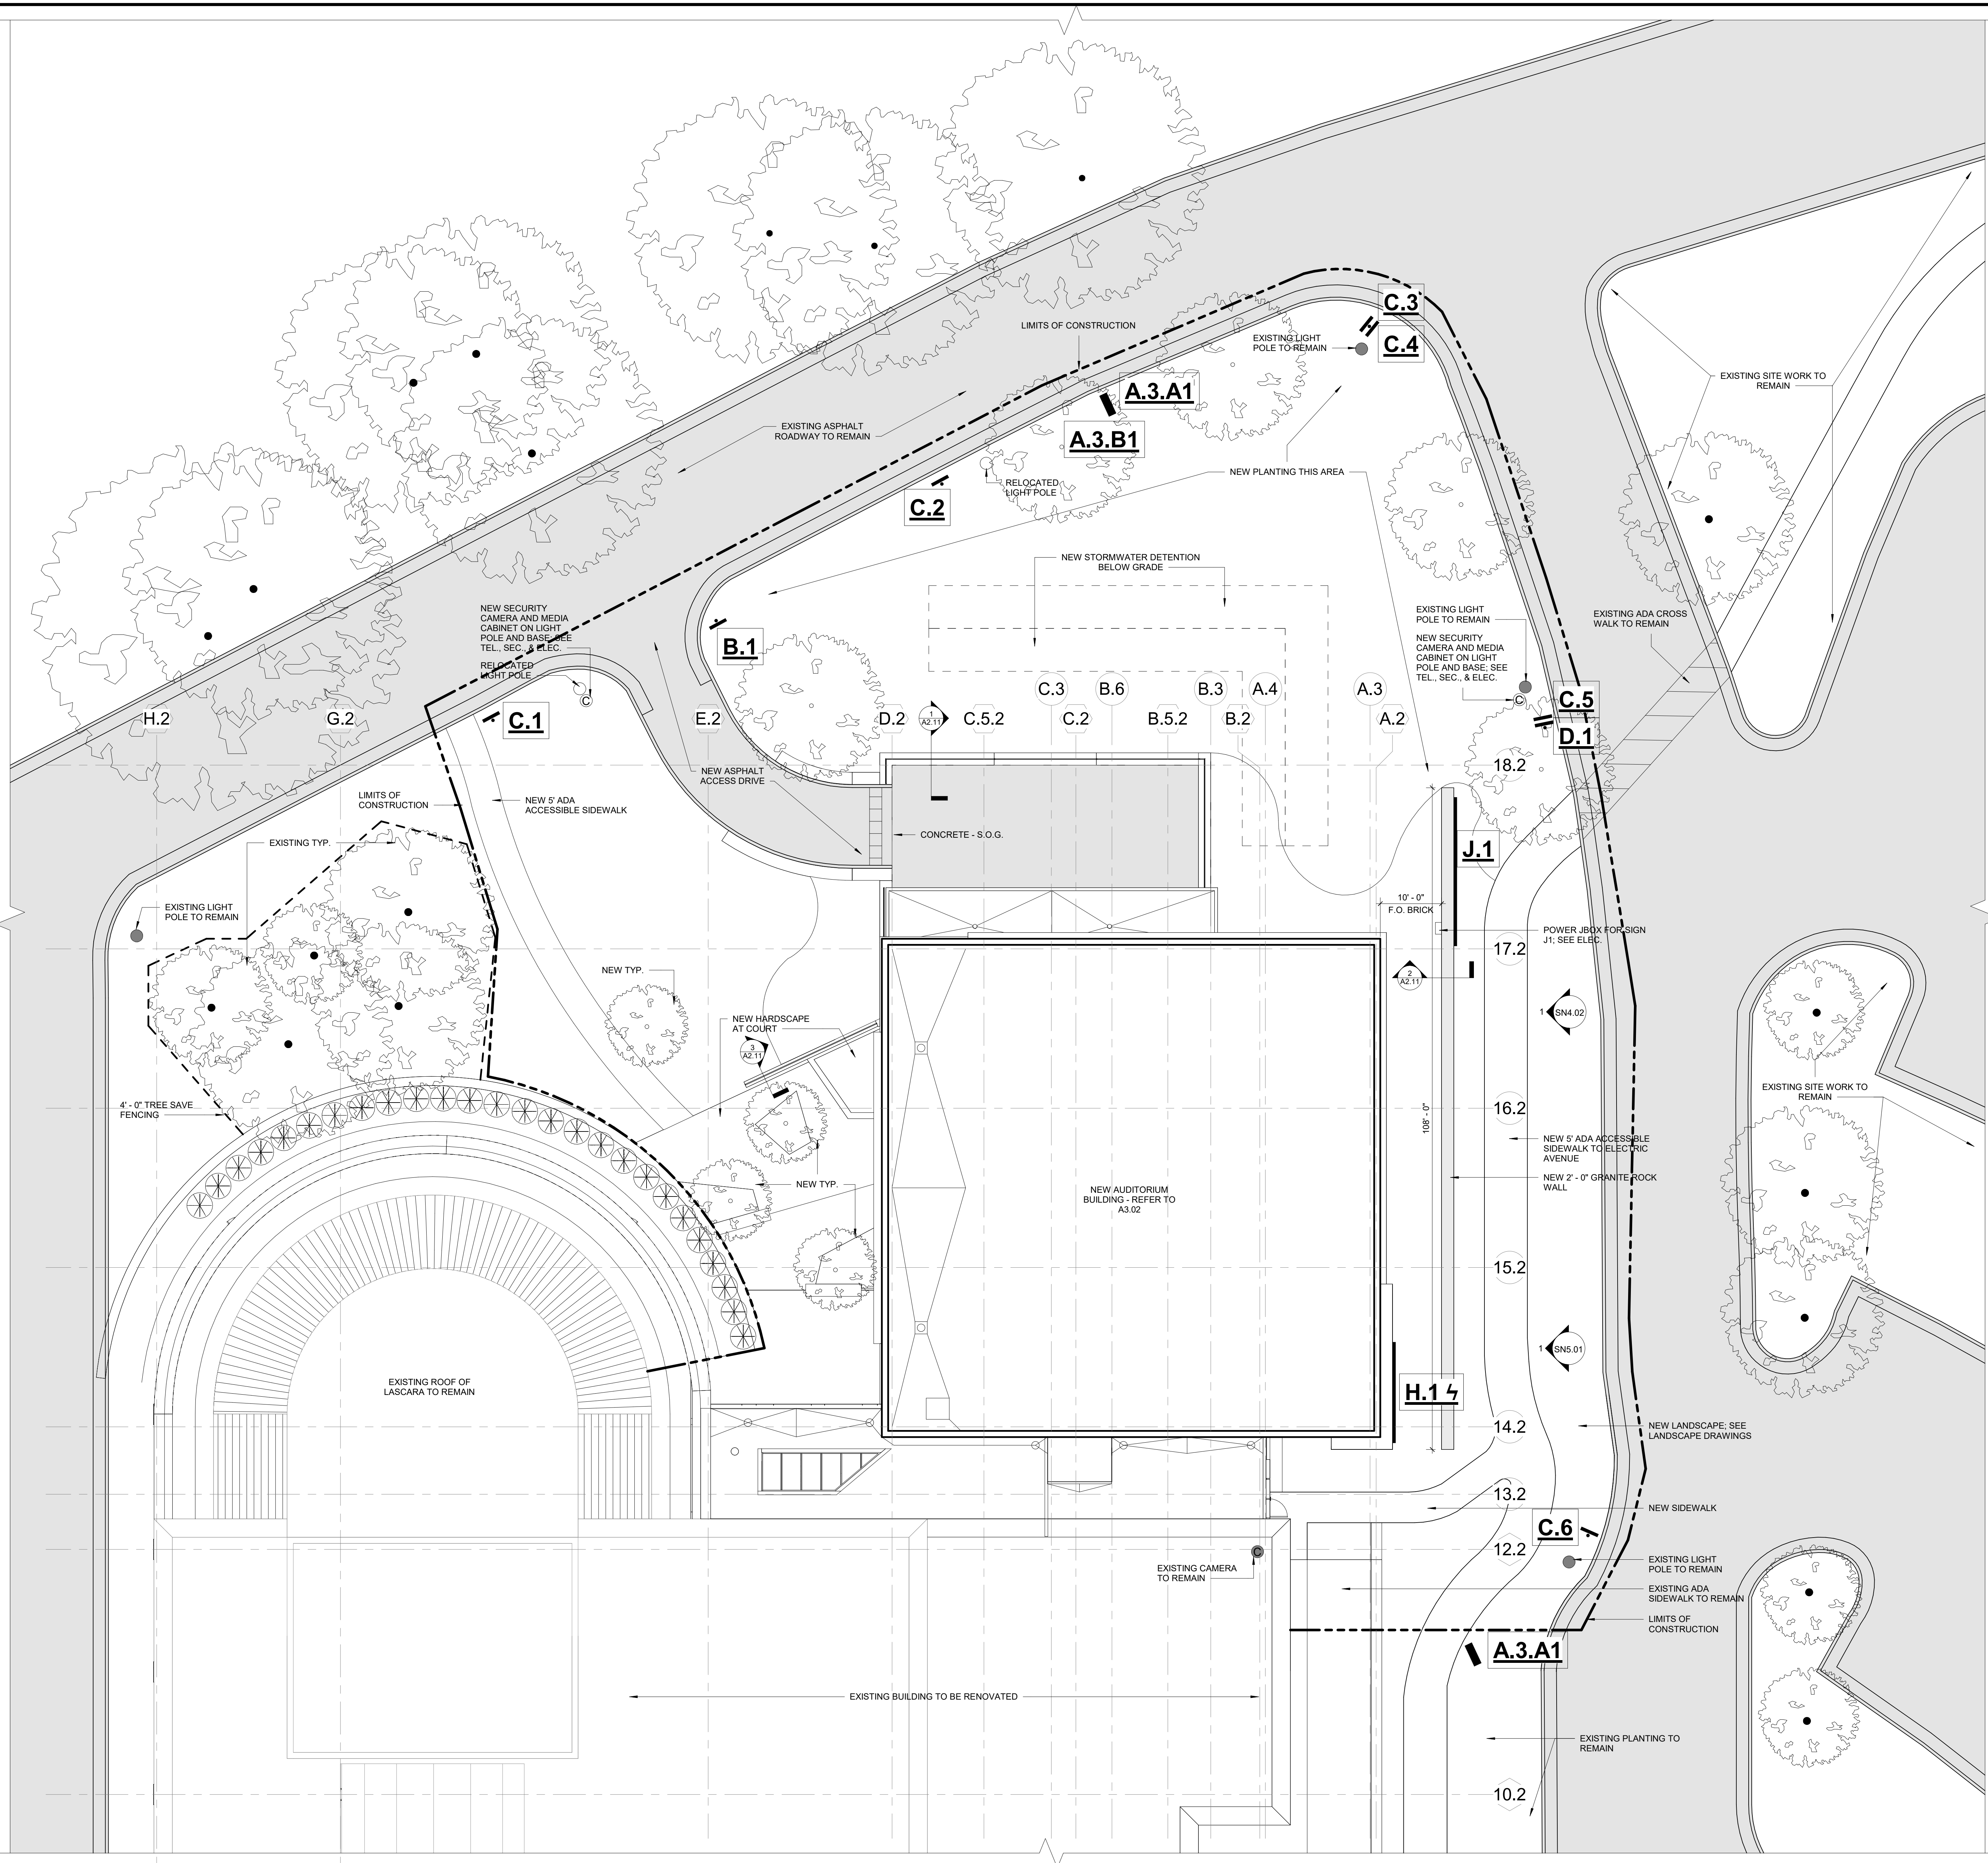 C.3
LIMITS OF CONSTRUCTION
EXISTING LIGHT
POLE TO REMAIN
C.4
EXISTING SITE WORK TO
REMAIN
A.3.A1
EXISTING ASPHALT
ROADWAY TO REMAIN
A.3.B1
NEW PLANTING THIS AREA
RELOCATED
LIGHT POLE
C.2
NEW STORMWATER DETENTION
BELOW GRADE
NEW SECURITY
CAMERA AND MEDIA
CABINET ON LIGHT
POLE AND BASE; SEE
TEL., SEC., & ELEC.
RELOCATED
LIGHT POLE
C
B.1
EXISTING LIGHT
POLE TO REMAIN
NEW SECURITY
CAMERA AND MEDIA
CABINET ON LIGHT
POLE AND BASE; SEE
TEL., SEC., & ELEC.
C
EXISTING ADA CROSS
WALK TO REMAIN
C.3
B.6
B.3
A.4
A.3
C.5
H.2
G.2
C.1
E.2
D.2
1
A2.11
C.5.2
C.2
B.5.2
B.2
A.2
D.1
18.2
NEW ASPHALT
ACCESS DRIVE
LIMITS OF
CONSTRUCTION
NEW 5' ADA
ACCESSIBLE SIDEWALK
CONCRETE - S.O.G.
EXISTING TYP.
J.1
EXISTING LIGHT
POLE TO REMAIN
10' - 0"
F.O. BRICK
POWER JBOX FOR SIGN
J1; SEE ELEC.
17.2
NEW TYP.
2
A2.11
1
SN4.02
NEW HARDSCAPE
AT COURT
3
A2.11
EXISTING SITE WORK TO
REMAIN
4' - 0" TREE SAVE
FENCING
108' - 0"
16.2
NEW 5' ADA ACCESSIBLE
SIDEWALK TO ELECTRIC
AVENUE
NEW 2' - 0" GRANITE ROCK
WALL
NEW TYP.
NEW AUDITORIUM
BUILDING - REFER TO
A3.02
15.2
1
SN5.01
EXISTING ROOF OF
LASCARA TO REMAIN
H.1
14.2
NEW LANDSCAPE; SEE
LANDSCAPE DRAWINGS
13.2
NEW SIDEWALK
C.6
12.2
C
EXISTING CAMERA
TO REMAIN
EXISTING LIGHT
POLE TO REMAIN
EXISTING ADA
SIDEWALK TO REMAIN
LIMITS OF
CONSTRUCTION
A.3.A1
EXISTING BUILDING TO BE RENOVATED
EXISTING PLANTING TO
REMAIN
10.2